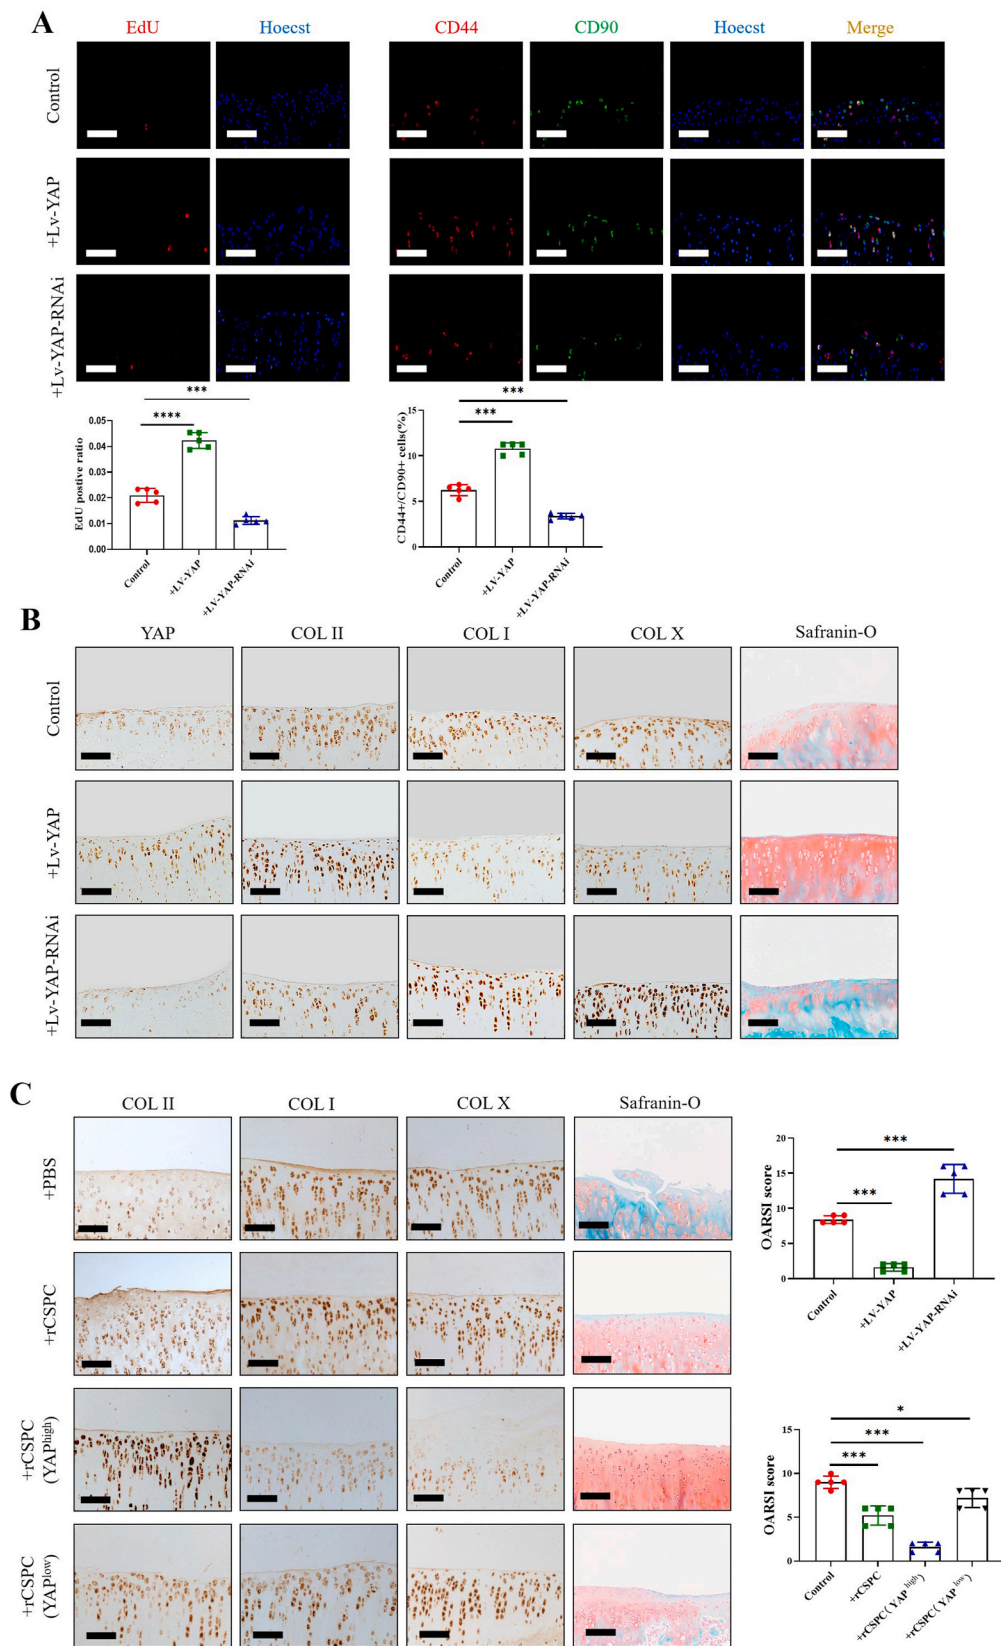 A
EdU Hoecst CD44 CD90 Hoecst Merge
Control
+Lv-YAP
+Lv-YAP-RNAi
*** ***
**** ***
EdU postive ratio
0.05
0.04
0.03
0.02
0.01
0.00
Control +LV-YAP +LV-YAP-RNAi
CD44+/CD90+ cells(%)
15
10
5
0
Control +LV-YAP +LV-YAP-RNAi
B
YAP COL II COL I COL X Safranin-O
Control
+Lv-YAP
+Lv-YAP-RNAi
C
COL II COL I COL X Safranin-O
+PBS
+rCSPC
+rCSPC
(YAPhigh)
+rCSPC
(YAPlow)
OARSI score
20
15
10
5
0
***
***
Control +LV-YAP +LV-YAP-RNAi
OARSI score
15
10
5
0
*
***
***
Control +rCSPC +rCSPC(YAPhigh) +rCSPC(YAPlow)